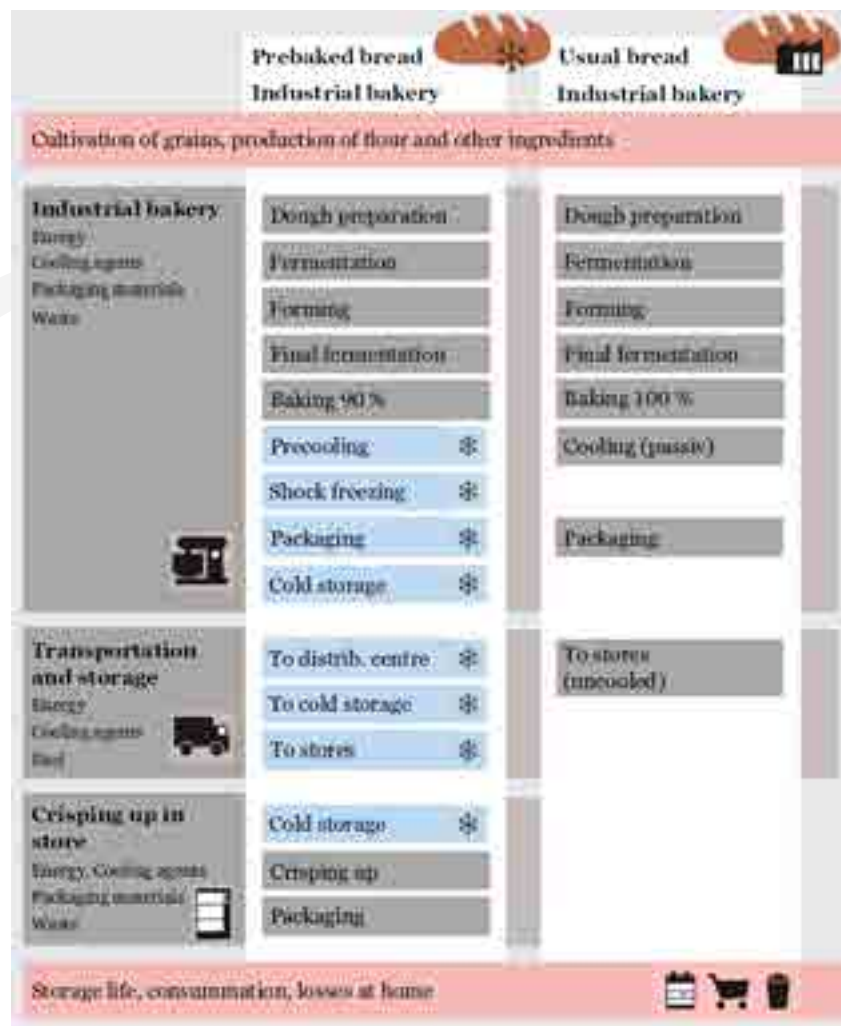 Prebaked bread
Industrial bakery
Usual bread
Industrial bakery
Cultivation of grains, production of flour and other ingredients
Industrial bakery
Energy
Cooling agents
Packaging materials
Waste
Dough preparation
Fermentation
Forming
Final fermentation
Baking 90 %
Precooling
Shock freezing
Packaging
Cold storage
Dough preparation
Fermentation
Forming
Final fermentation
Baking 100 %
Cooling (passiv)
Packaging
Transportation
and storage
Energy
Cooling agents
Fuel
To distrib. centre
To cold storage
To stores
To stores
(uncooled)
Crisping up in
store
Energy, Cooling agents
Packaging materials
Waste
Cold storage
Crisping up
Packaging
Storage life, consummation, losses at home